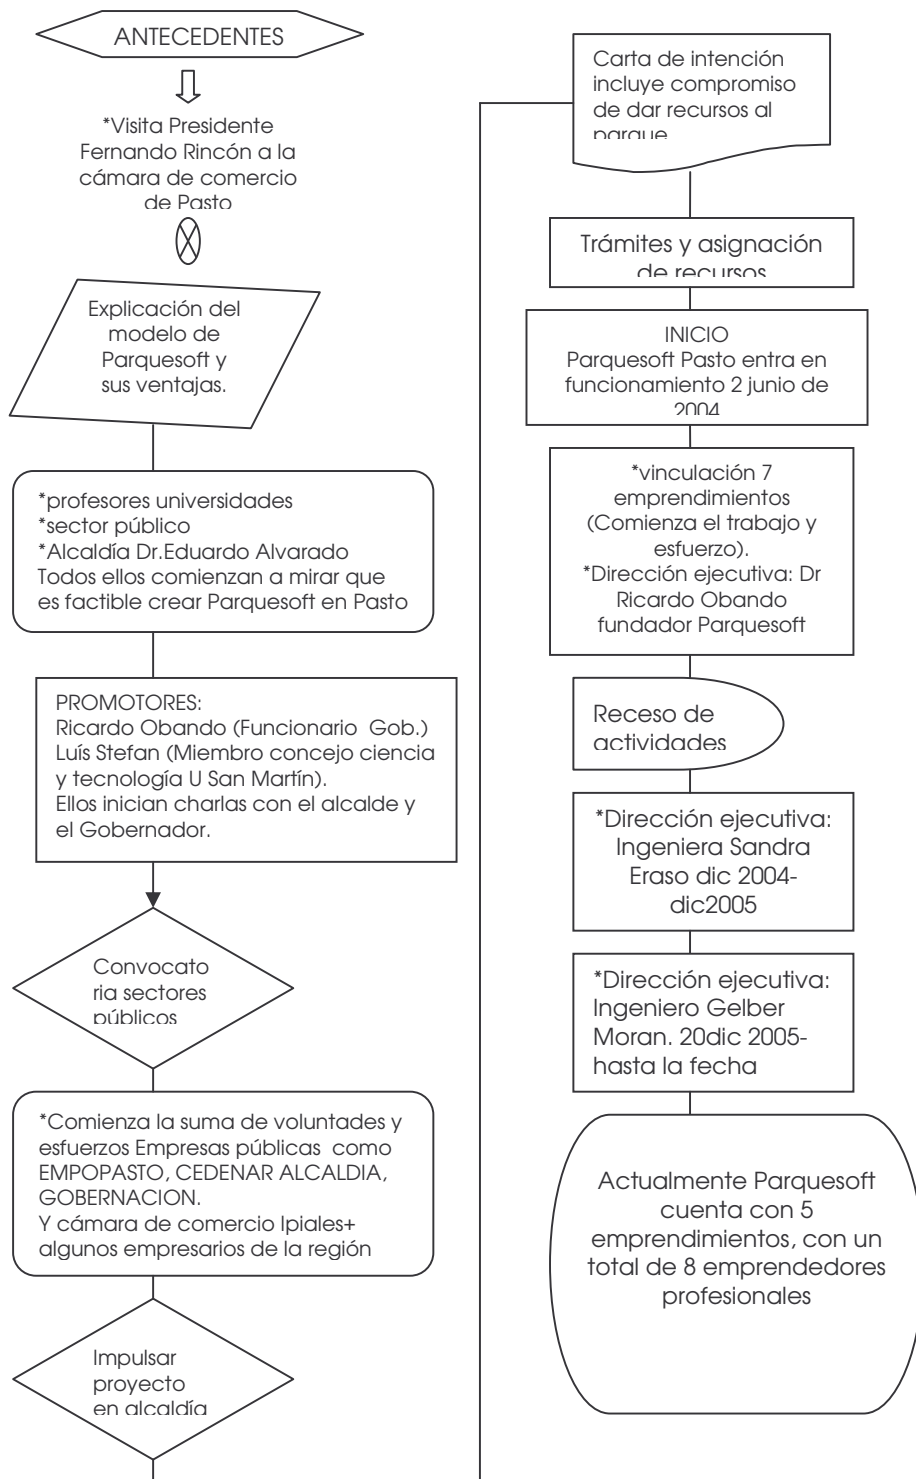 ANTECEDENTES
*Visita Presidente
Fernando Rincón a la
cámara de comercio
de Pasto
Explicación del
modelo de
Parquesoft y
sus ventajas.
*profesores universidades
*sector público
*Alcaldía Dr.Eduardo Alvarado
Todos ellos comienzan a mirar que
es factible crear Parquesoft en Pasto
PROMOTORES:
Ricardo Obando (Funcionario Gob.)
Luís Stefan (Miembro concejo ciencia
y tecnología U San Martín).
Ellos inician charlas con el alcalde y
el Gobernador.
Convocato
ria sectores
públicos
*Comienza la suma de voluntades y
esfuerzos Empresas públicas como
EMPOPASTO, CEDENAR ALCALDIA,
GOBERNACION.
Y cámara de comercio Ipiales+
algunos empresarios de la región
Impulsar
proyecto
en alcaldía
Carta de intención
incluye compromiso
de dar recursos al
parque
Trámites y asignación
de recursos
INICIO
Parquesoft Pasto entra en
funcionamiento 2 junio de
2004
*vinculación 7
emprendimientos
(Comienza el trabajo y
esfuerzo).
*Dirección ejecutiva: Dr
Ricardo Obando
fundador Parquesoft
Receso de
actividades
*Dirección ejecutiva:
Ingeniera Sandra
Eraso dic 2004-
dic2005
*Dirección ejecutiva:
Ingeniero Gelber
Moran. 20dic 2005-
hasta la fecha
Actualmente Parquesoft
cuenta con 5
emprendimientos, con un
total de 8 emprendedores
profesionales